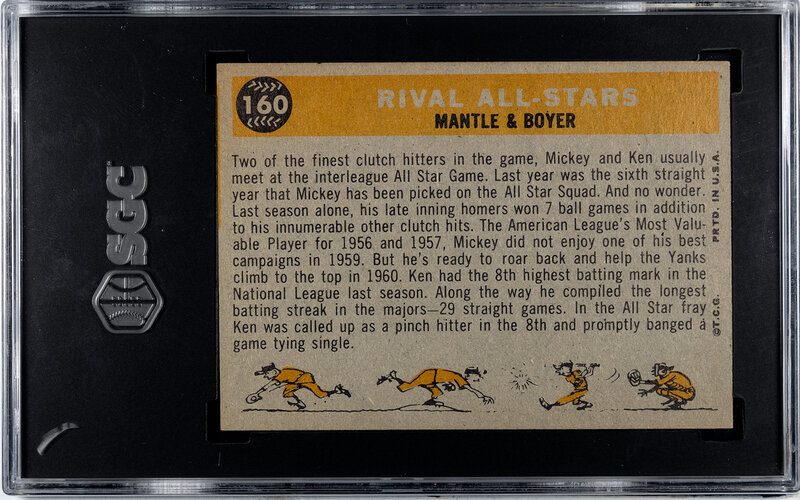 SGC
160
RIVAL ALL-STARS
MANTLE & BOYER
Two of the finest clutch hitters in the game, Mickey and Ken usually
meet at the interleague All Star Game. Last year was the sixth straight
year that Mickey has been picked on the All Star Squad. And no wonder.
Last season alone, his late inning homers won 7 ball games in addition
to his innumerable other clutch hits. The American League's Most Valu-
able Player for 1956 and 1957, Mickey did not enjoy one of his best
campaigns in 1959. But he's ready to roar back and help the Yanks
climb to the top in 1960. Ken had the 8th highest batting mark in the
National League last season. Along the way he compiled the longest
batting streak in the majors—29 straight games. In the All Star fray
Ken was called up as a pinch hitter in the 8th and promptly banged a
game tying single.
©T.C.G. PRTD. IN U.S.A.